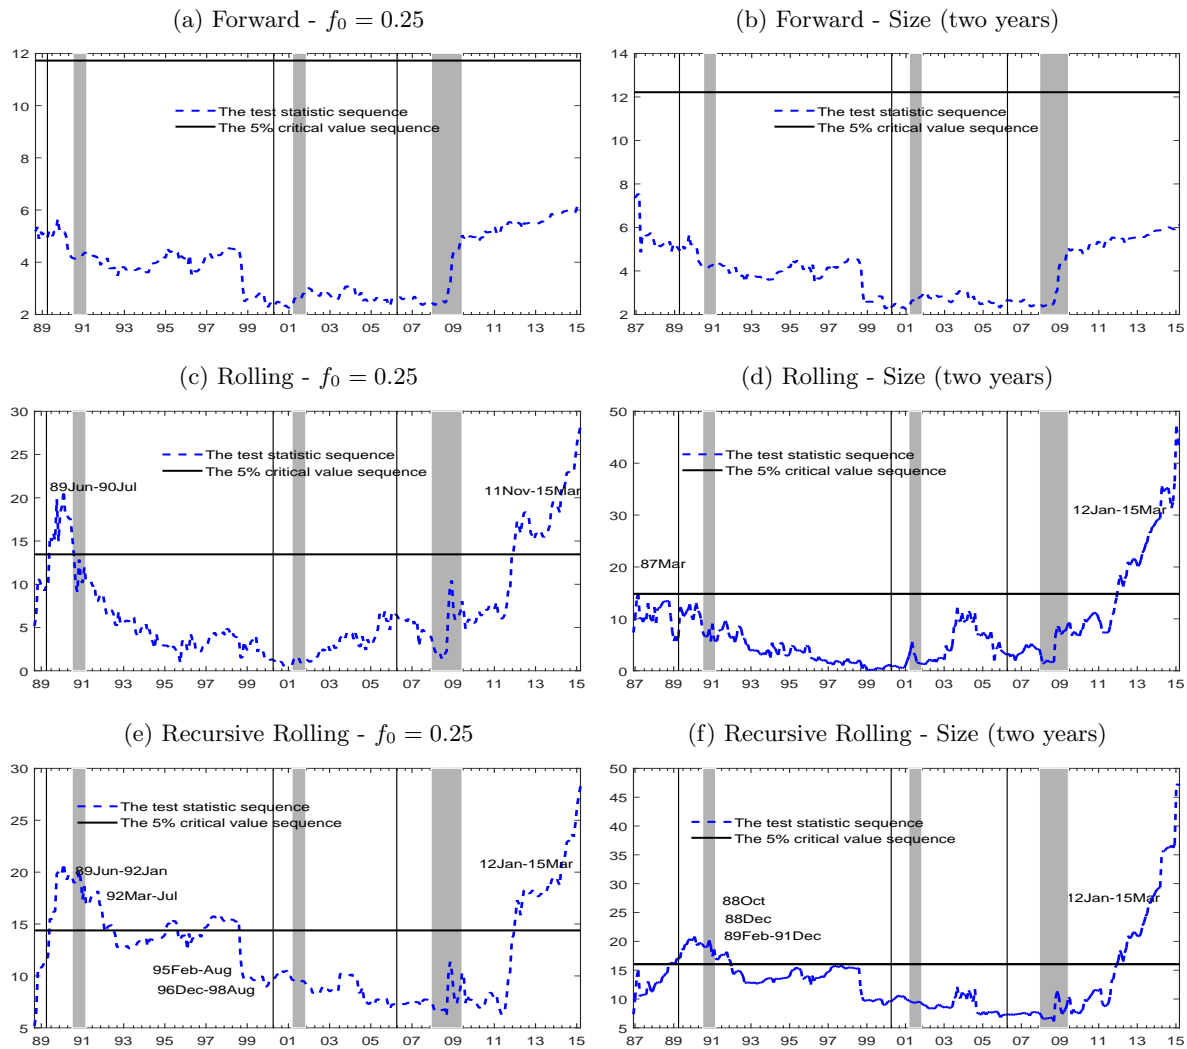 (a) Forward - f₀ = 0.25
(b) Forward - Size (two years)
12
10
8
6
4
2
The test statistic sequence
The 5% critical value sequence
89 91 93 95 97 99 01 03 05 07 09 11 13 15
14
12
10
8
6
4
2
The test statistic sequence
The 5% critical value sequence
87 89 91 93 95 97 99 01 03 05 07 09 11 13 15
(c) Rolling - f₀ = 0.25
(d) Rolling - Size (two years)
30
25
20
15
10
5
0
The test statistic sequence
The 5% critical value sequence
89Jun-90Jul
11Nov-15Mar
89 91 93 95 97 99 01 03 05 07 09 11 13 15
50
40
30
20
10
0
The test statistic sequence
The 5% critical value sequence
12Jan-15Mar
87Mar
87 89 91 93 95 97 99 01 03 05 07 09 11 13 15
(e) Recursive Rolling - f₀ = 0.25
(f) Recursive Rolling - Size (two years)
30
25
20
15
10
5
The test statistic sequence
The 5% critical value sequence
89Jun-92Jan
12Jan-15Mar
92Mar-Jul
95Feb-Aug
96Dec-98Aug
89 91 93 95 97 99 01 03 05 07 09 11 13 15
50
45
40
35
30
25
20
15
10
5
The test statistic sequence
The 5% critical value sequence
12Jan-15Mar
88Oct
88Dec
89Feb-91Dec
87 89 91 93 95 97 99 01 03 05 07 09 11 13 15